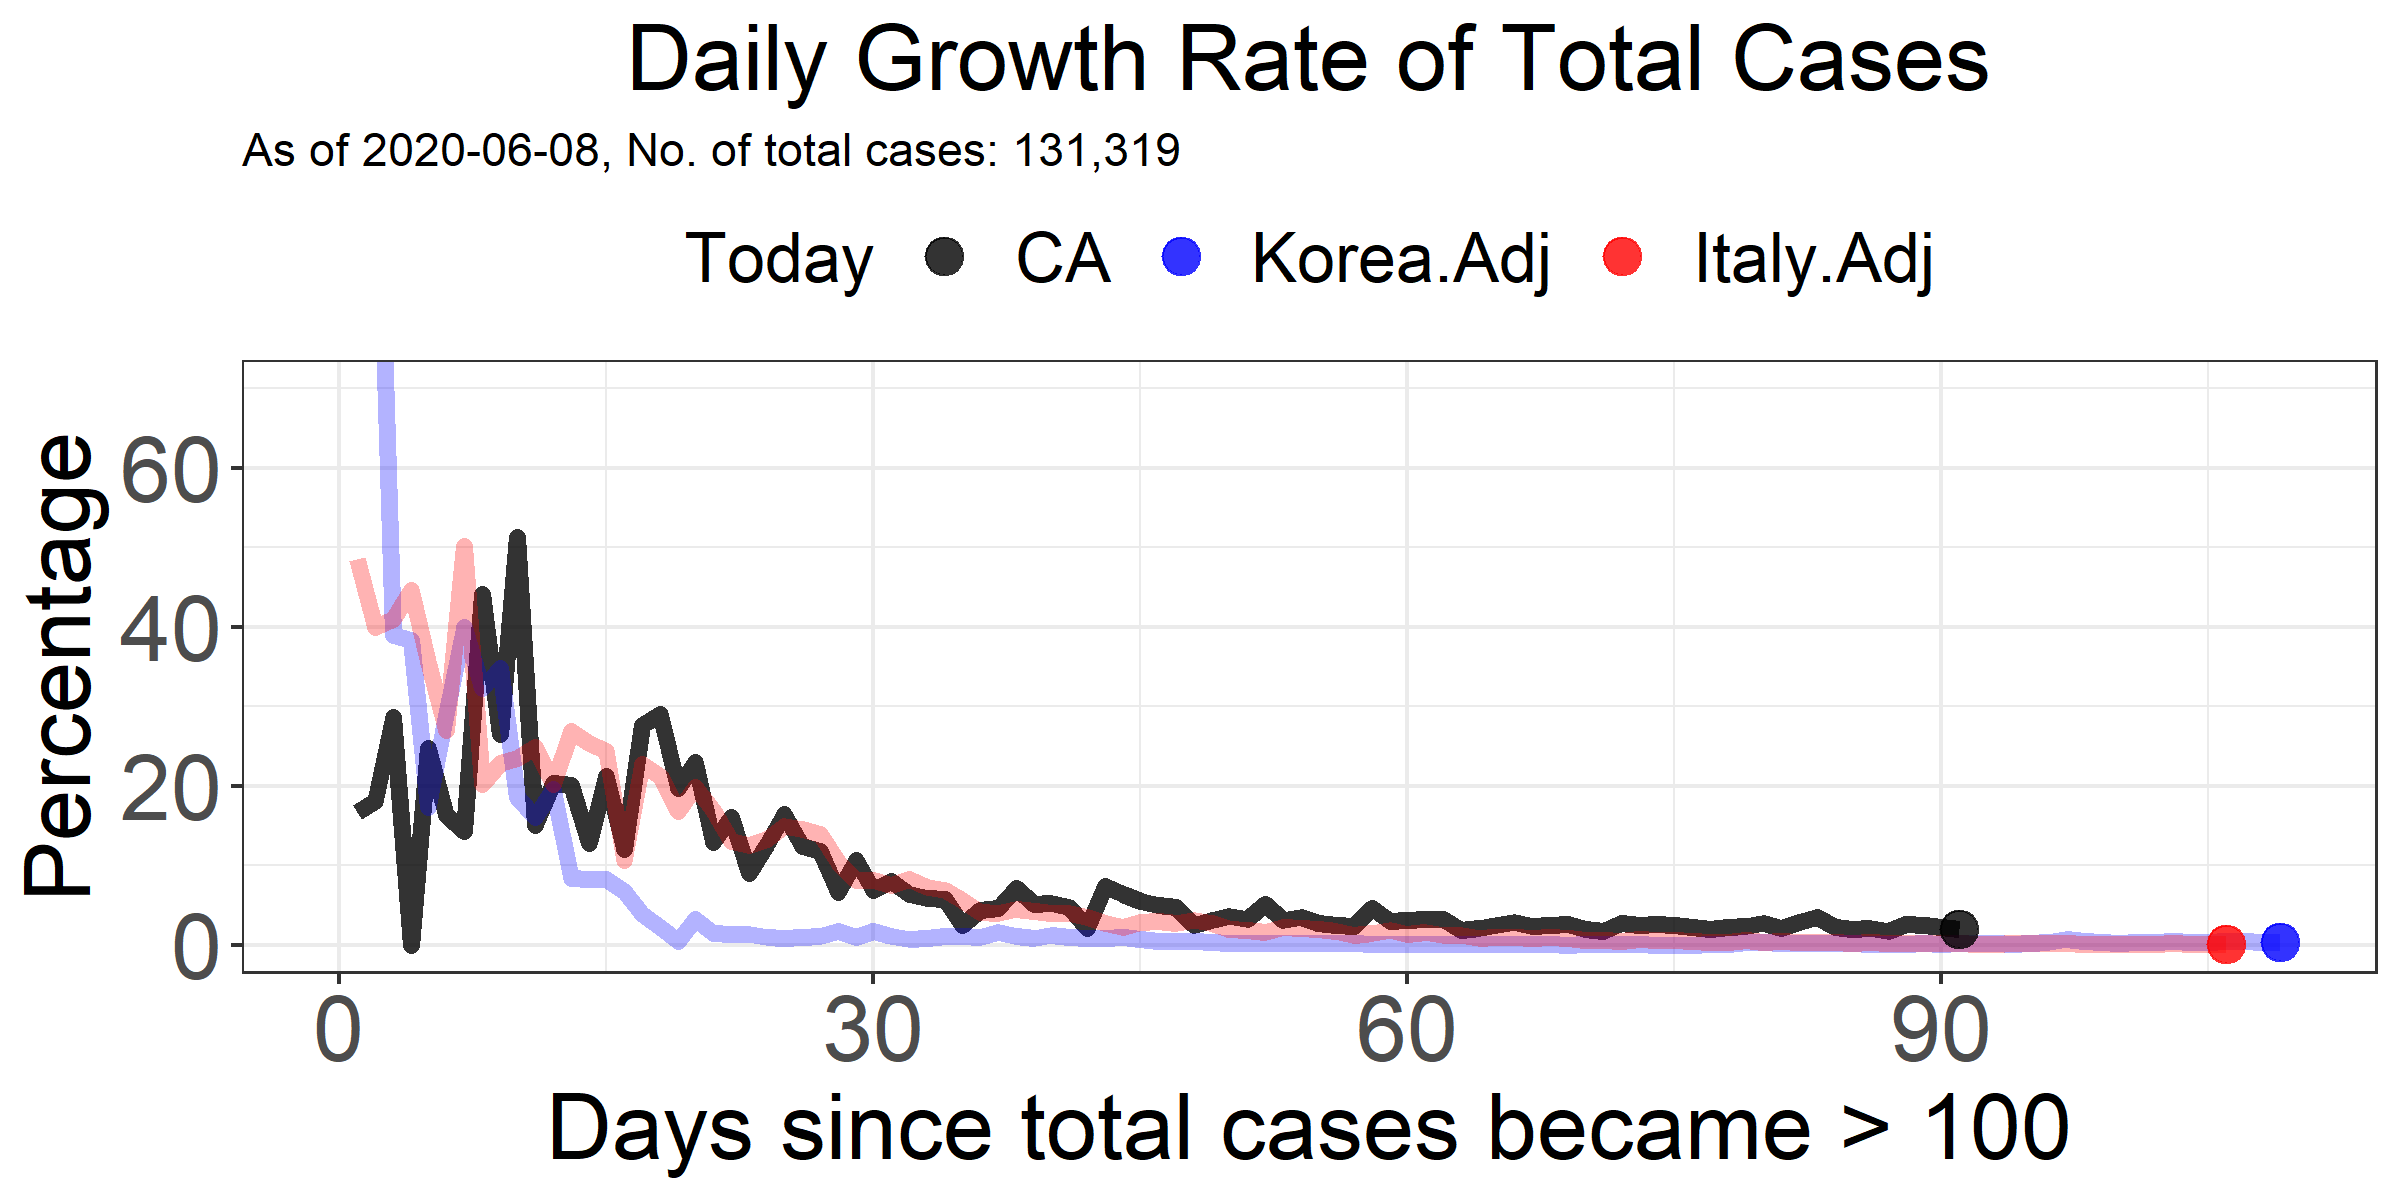 Daily Growth Rate of Total Cases
As of 2020-06-08, No. of total cases: 131,319
Today CA Korea.Adj Italy.Adj
Percentage
60
40
20
0
0 30 60 90
Days since total cases became > 100